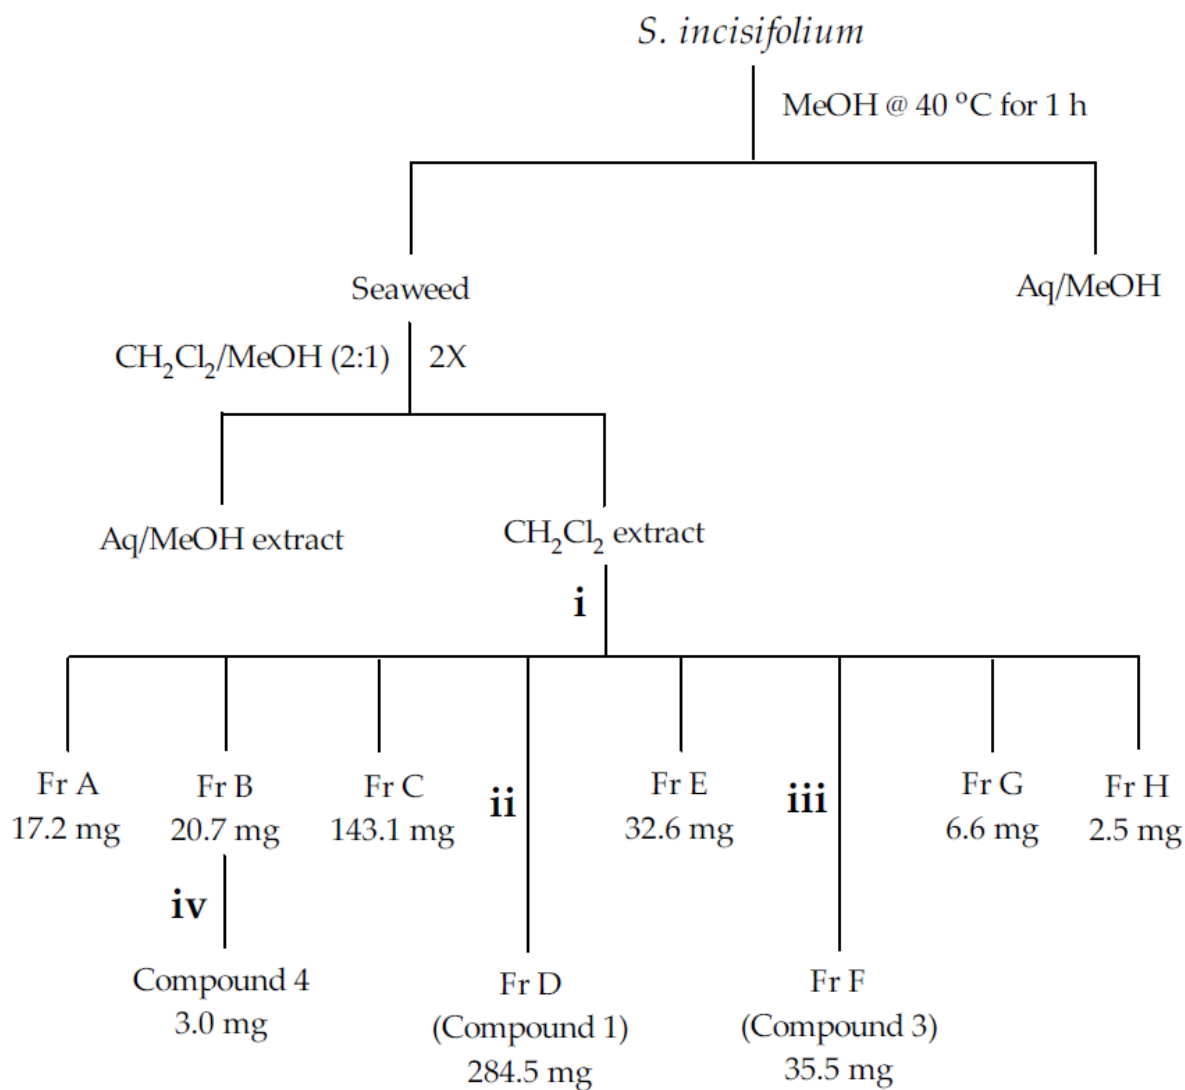 S. incisifolium
MeOH @ 40 °C for 1 h
Seaweed
Aq/MeOH
CH₂Cl₂/MeOH (2:1)
2X
Aq/MeOH extract
CH₂Cl₂ extract
i
Fr A
17.2 mg
Fr B
20.7 mg
Fr C
143.1 mg
ii
Fr E
32.6 mg
iii
Fr G
6.6 mg
Fr H
2.5 mg
iv
Compound 4
3.0 mg
Fr D
(Compound 1)
284.5 mg
Fr F
(Compound 3)
35.5 mg